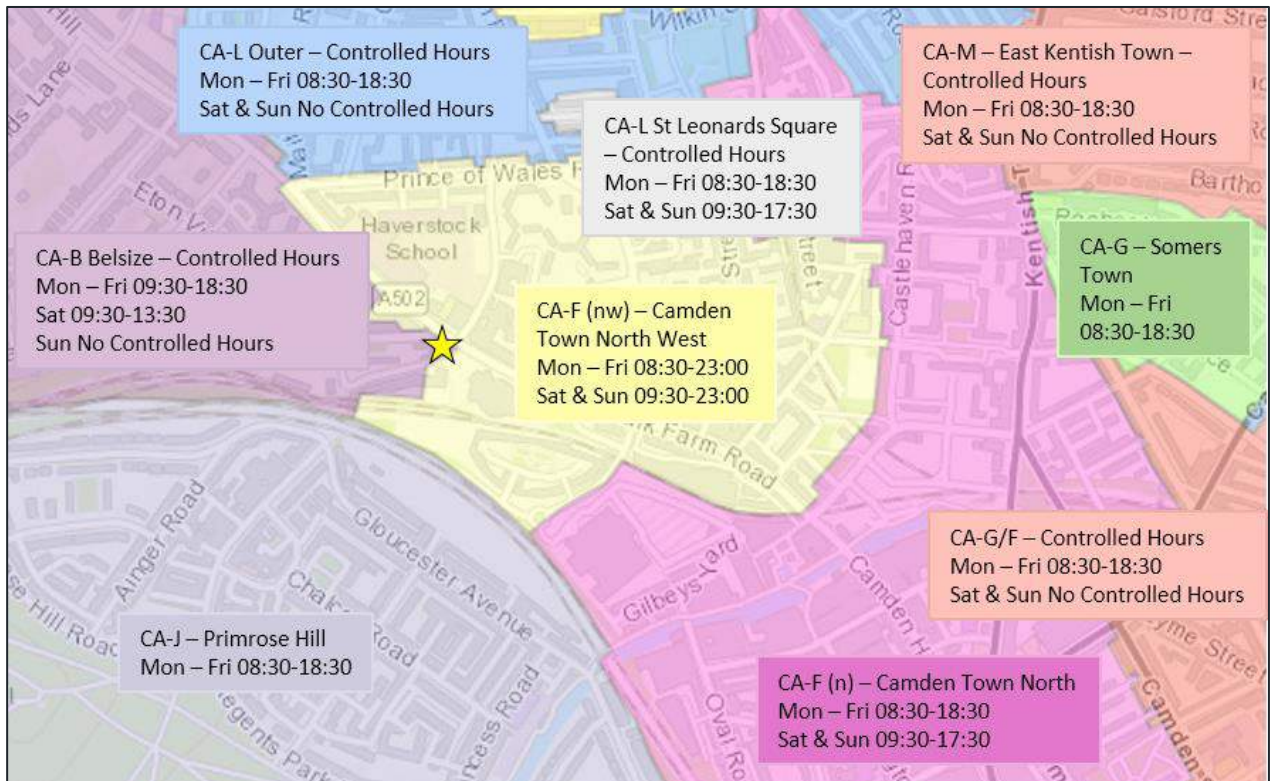 Wilkin
CA-L Outer – Controlled Hours
Mon – Fri 08:30-18:30
Sat & Sun No Controlled Hours
CA-M – East Kentish Town –
Controlled Hours
Mon – Fri 08:30-18:30
Sat & Sun No Controlled Hours
CA-L St Leonards Square
– Controlled Hours
Mon – Fri 08:30-18:30
Sat & Sun 09:30-17:30
Prince of Wales
Bartho
Eton
Haverstock
School
Castlehaven
Kentish
CA-B Belsize – Controlled Hours
Mon – Fri 09:30-18:30
Sat 09:30-13:30
Sun No Controlled Hours
CA-G – Somers
Town
Mon – Fri
08:30-18:30
A502
CA-F (nw) – Camden
Town North West
Mon – Fri 08:30-23:00
Sat & Sun 09:30-23:00
Farm Road
Ainger Road
Gloucester Avenue
Gilbeys
Camden
CA-G/F – Controlled Hours
Mon – Fri 08:30-18:30
Sat & Sun No Controlled Hours
CA-J – Primrose Hill
Mon – Fri 08:30-18:30
Road
Hill Road
Oval
CA-F (n) – Camden Town North
Mon – Fri 08:30-18:30
Sat & Sun 09:30-17:30
Street
Camden
Road